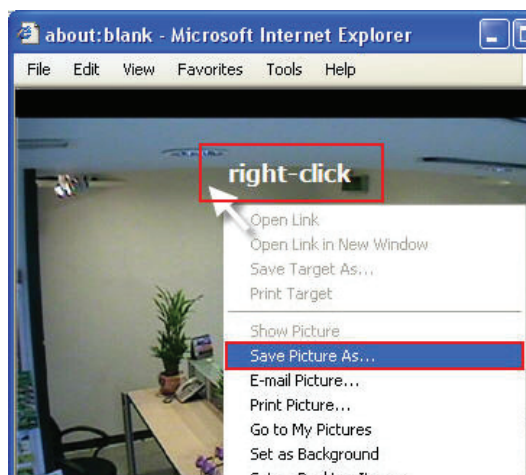 about:blank - Microsoft Internet Explorer
File Edit View Favorites Tools Help
right-click
Open Link
Open Link in New Window
Save Target As...
Print Target
Show Picture
Save Picture As...
E-mail Picture...
Print Picture...
Go to My Pictures
Set as Background